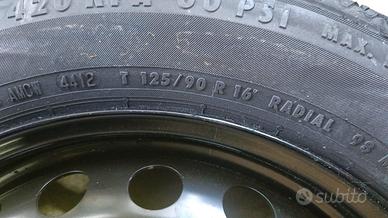 420 KPA 60 PSI MAX.
4412 T 125/90 R 16" RADIAL 98
subito